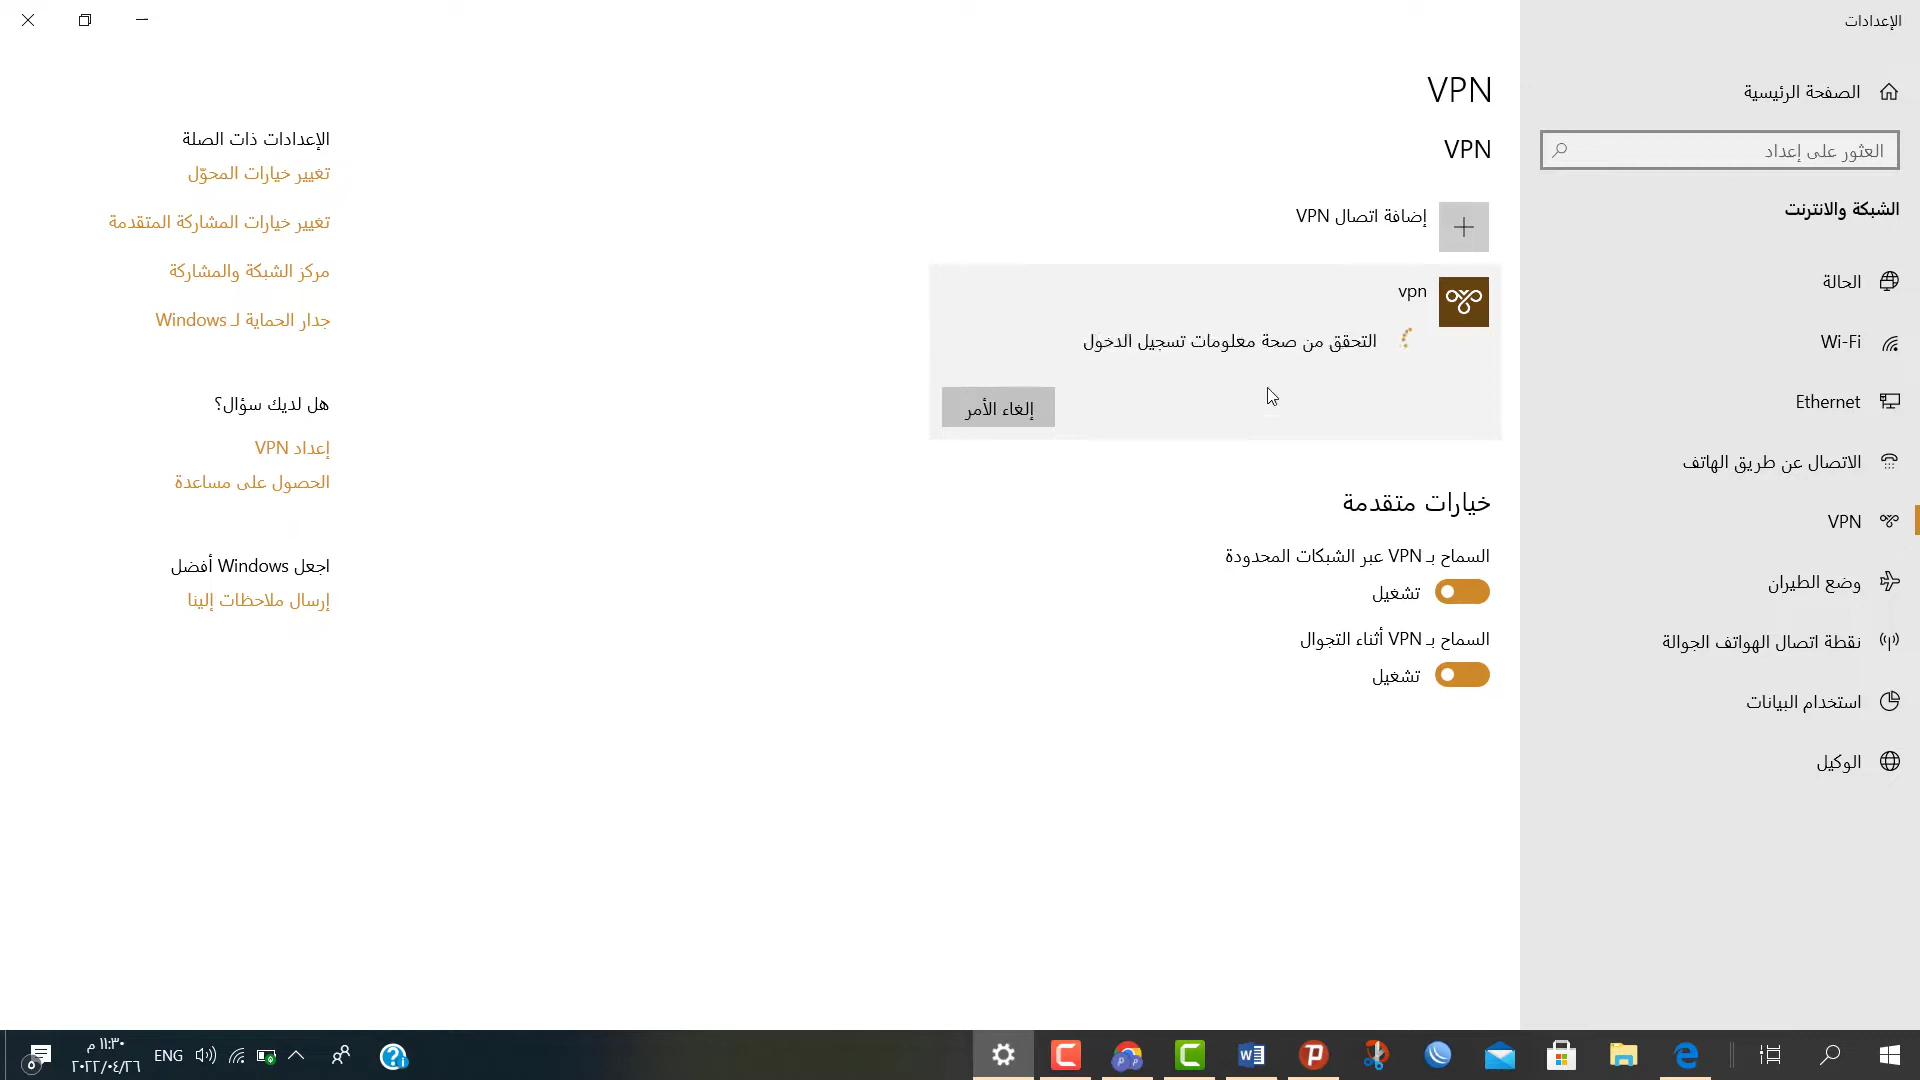 الإعدادات
الصفحة الرئيسية
العثور على إعداد
الشبكة والانترنت
الحالة
Wi-Fi
Ethernet
الاتصال عن طريق الهاتف
VPN
وضع الطيران
نقطة اتصال الهواتف الجوالة
استخدام البيانات
الوكيل
VPN
VPN
إضافة اتصال VPN
vpn
التحقق من صحة معلومات تسجيل الدخول
إلغاء الأمر
خيارات متقدمة
السماح بـ VPN عبر الشبكات المحدودة
تشغيل
السماح بـ VPN أثناء التجوال
تشغيل
الإعدادات ذات الصلة
تغيير خيارات المحوّل
تغيير خيارات المشاركة المتقدمة
مركز الشبكة والمشاركة
جدار الحماية لـ Windows
هل لديك سؤال؟
إعداد VPN
الحصول على مساعدة
اجعل Windows أفضل
إرسال ملاحظات إلينا
ENG
١١:٣٠ م
٢٠٢٢/٠٤/٢٦
٥